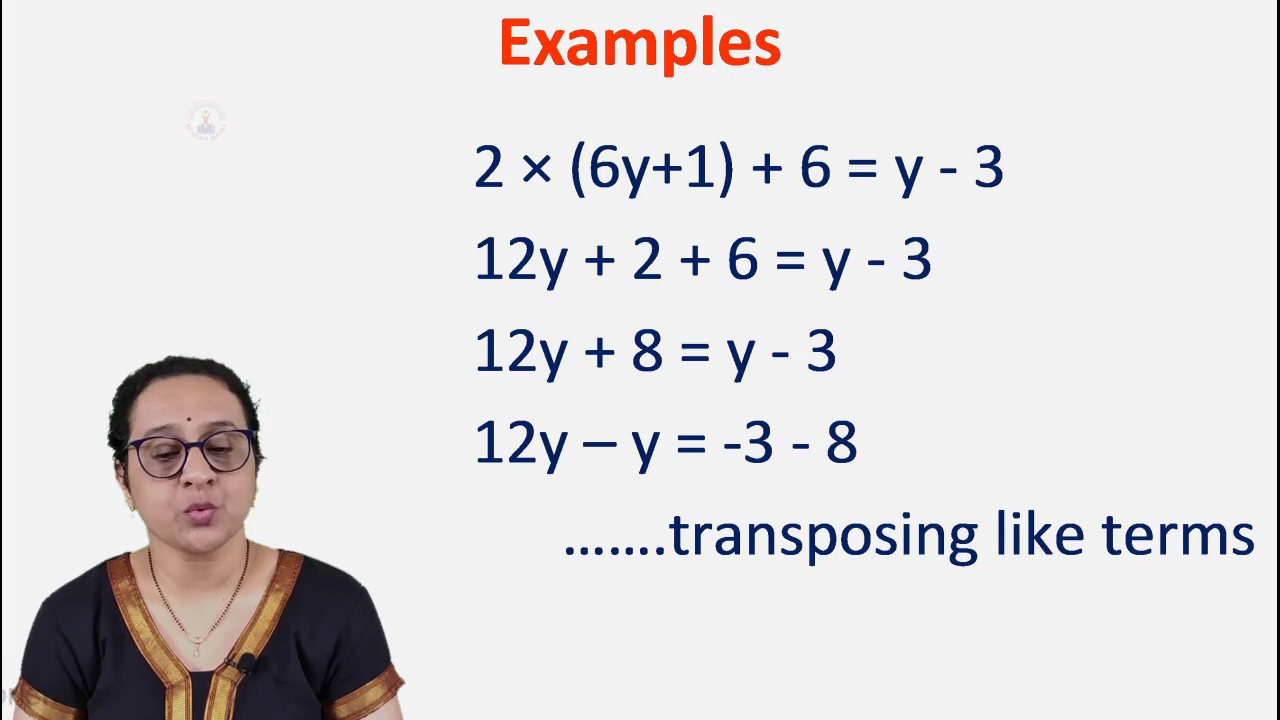 Examples
2 × (6y+1) + 6 = y - 3
12y + 2 + 6 = y - 3
12y + 8 = y - 3
12y – y = -3 - 8
…….transposing like terms